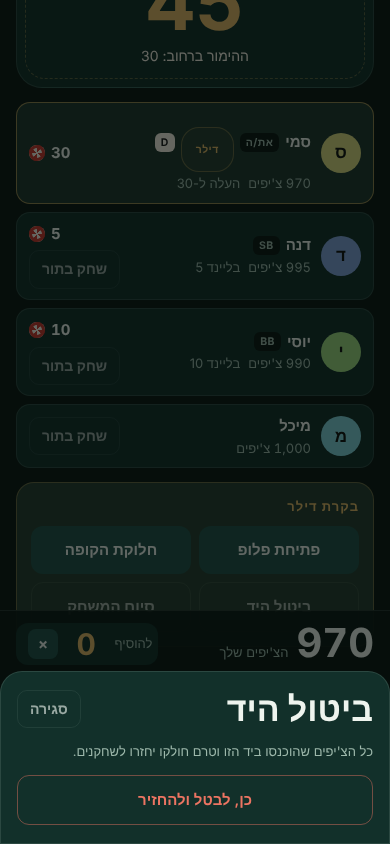 45
ההימור ברחוב: 30
ס
סמי את/ה דילר D
970 צ'יפים העלה ל-30
30
ד
דנה SB
995 צ'יפים בליינד 5
5
שחק בתור
י
יוסי BB
990 צ'יפים בליינד 10
10
שחק בתור
מ
מיכל
1,000 צ'יפים
שחק בתור
בקרת דילר
פתיחת פלופ
חלוקת הקופה
ביטול היד
סיום המשחק
970 הצ'יפים שלך
להוסיף 0 ×
ביטול היד
סגירה
כל הצ'יפים שהוכנסו ביד הזו וטרם חולקו יחזרו לשחקנים.
כן, לבטל ולהחזיר